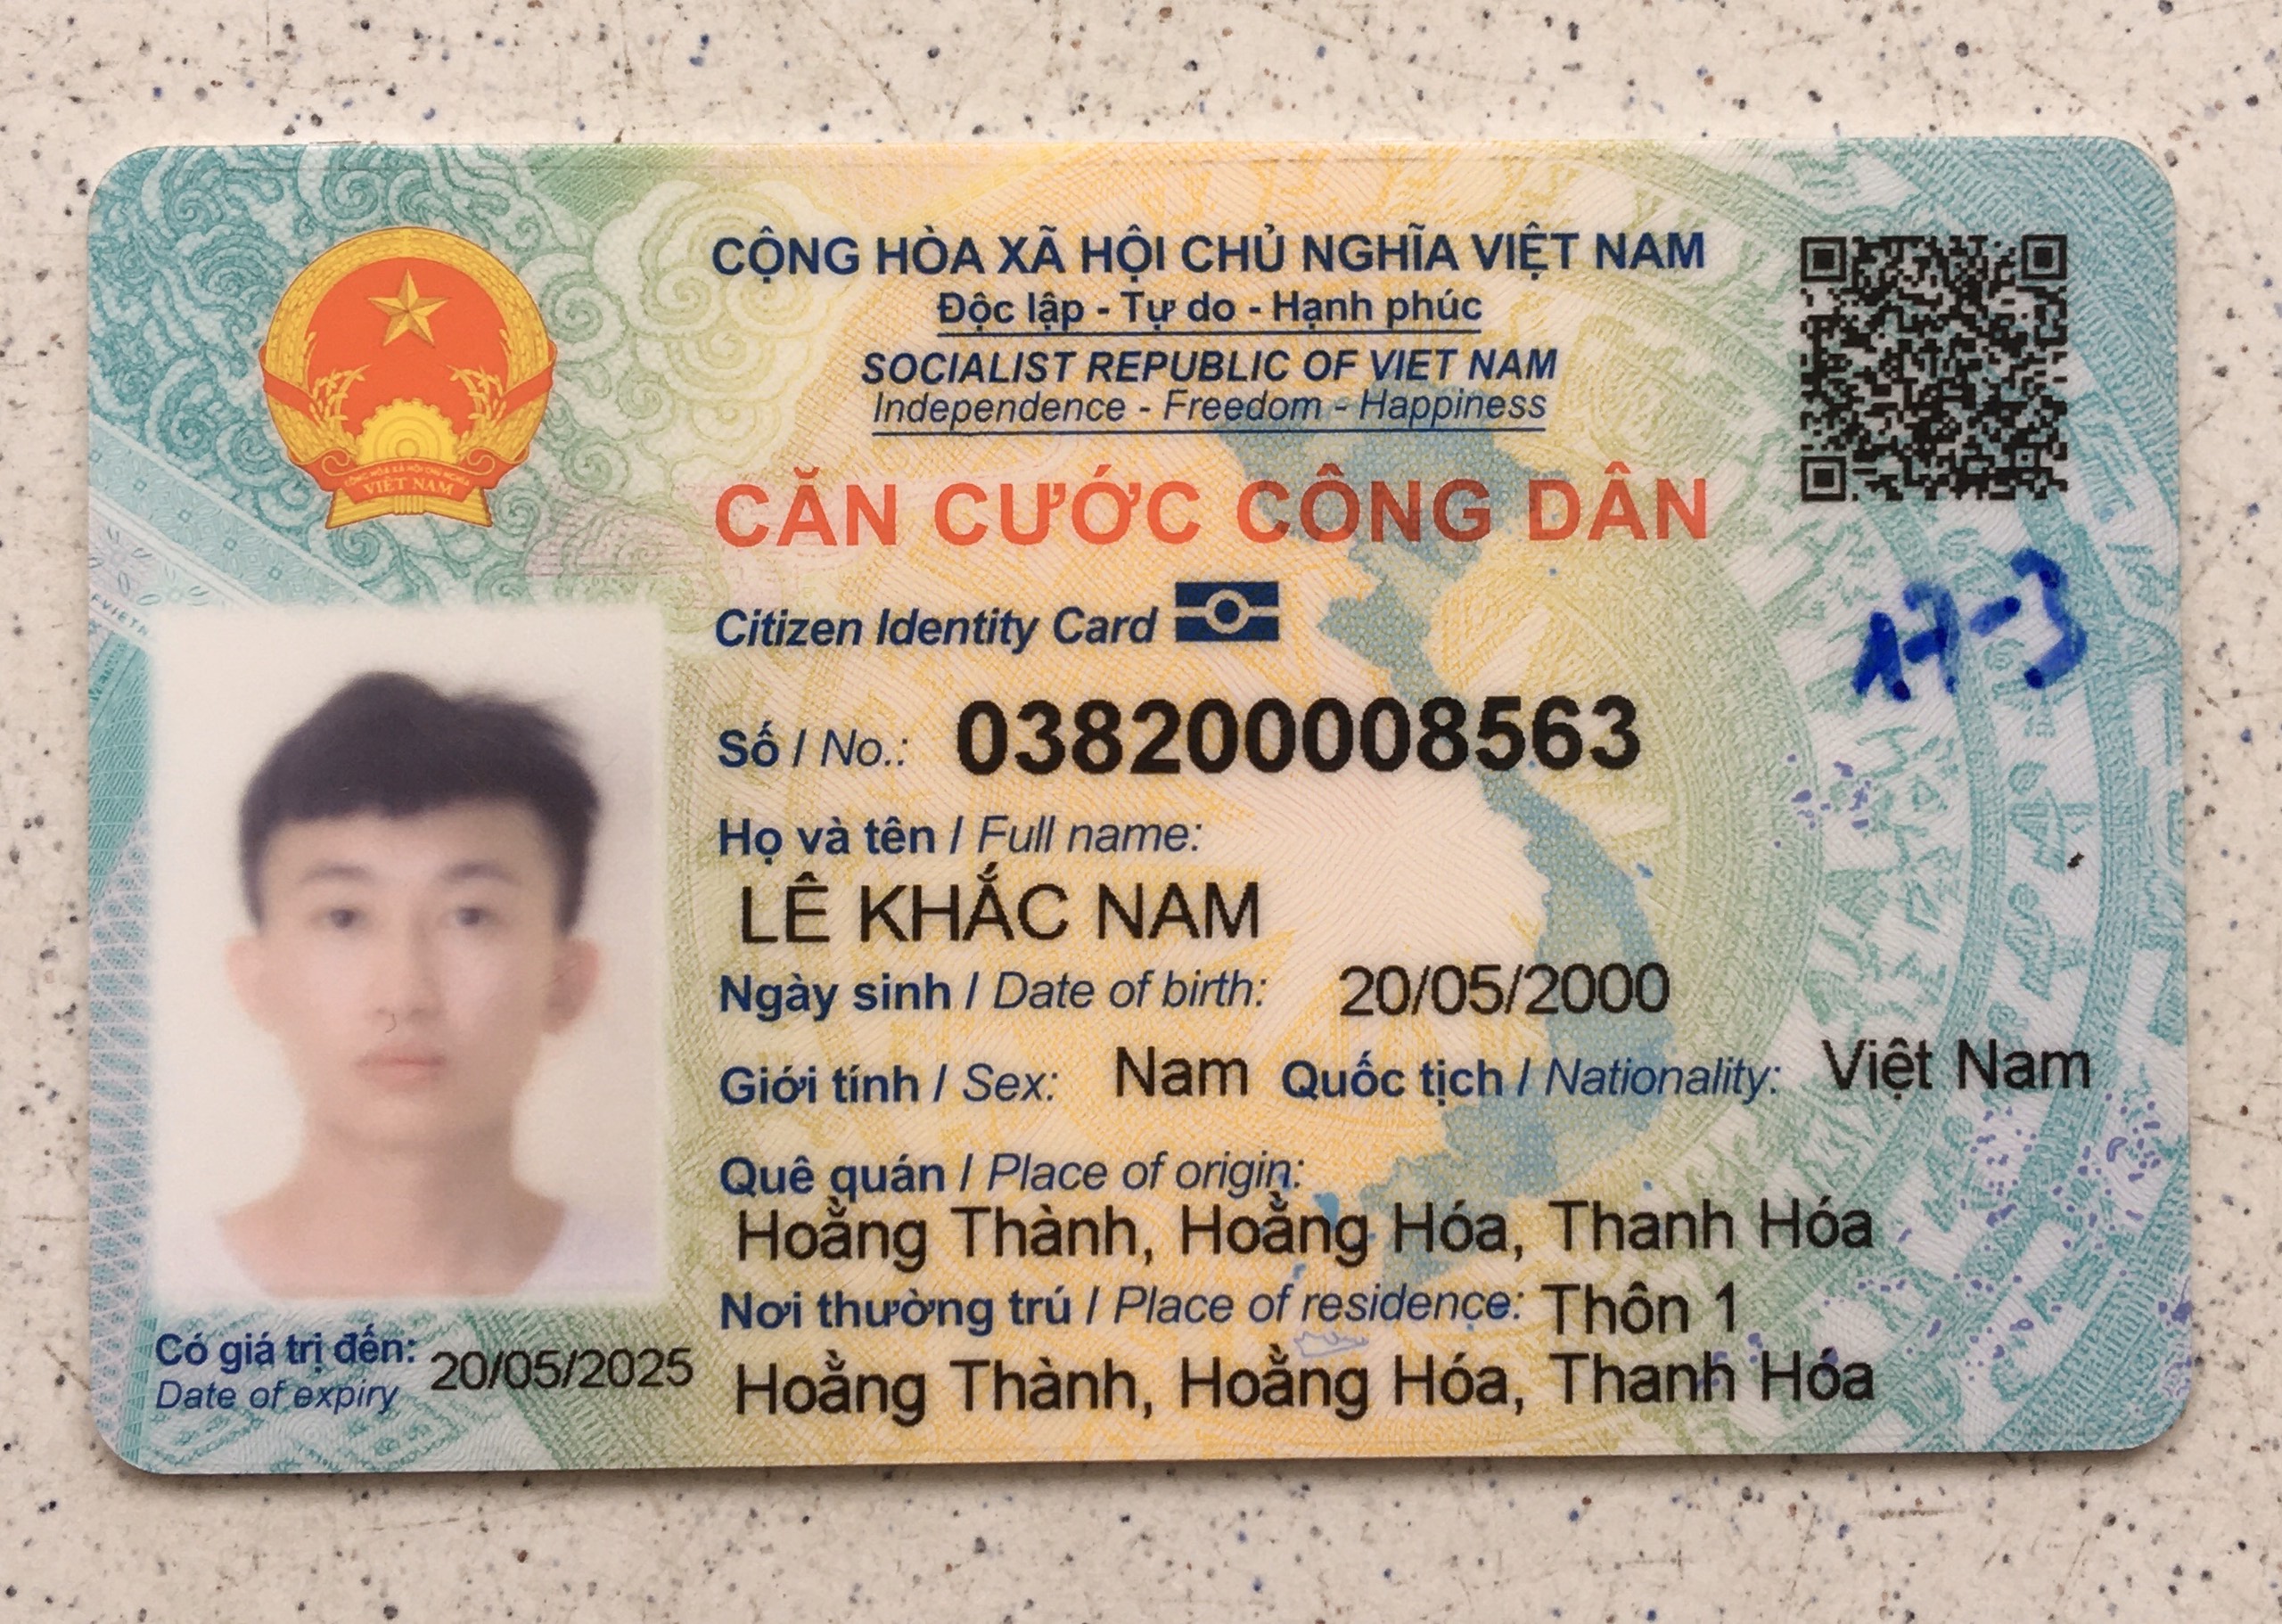 CỘNG HÒA XÃ HỘI CHỦ NGHĨA VIỆT NAM
Độc lập - Tự do - Hạnh phúc
SOCIALIST REPUBLIC OF VIET NAM
Independence - Freedom - Happiness
CỘNG HÒA XÃ HỘI CHỦ NGHĨA
VIỆT NAM
CĂN CƯỚC CÔNG DÂN
Citizen Identity Card
Số / No.: 038200008563
Họ và tên / Full name:
LÊ KHẮC NAM
Ngày sinh / Date of birth: 20/05/2000
Giới tính / Sex: Nam Quốc tịch / Nationality: Việt Nam
Quê quán / Place of origin:
Hoằng Thành, Hoằng Hóa, Thanh Hóa
Nơi thường trú / Place of residence: Thôn 1
Hoằng Thành, Hoằng Hóa, Thanh Hóa
Có giá trị đến: 20/05/2025
Date of expiry